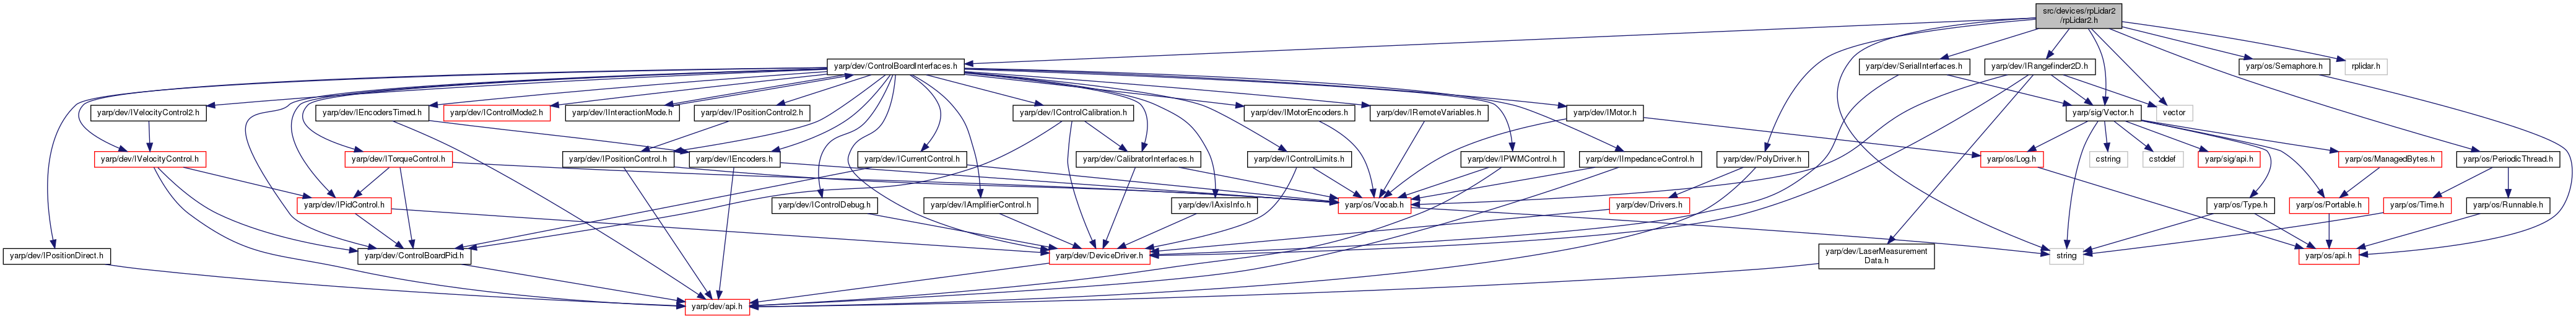 src/devices/rpLidar2
/rpLidar2.h
yarp/dev/ControlBoardInterfaces.h
yarp/dev/SerialInterfaces.h
yarp/dev/IRangefinder2D.h
yarp/os/Semaphore.h
rplidar.h
yarp/dev/IVelocityControl2.h
yarp/dev/IEncodersTimed.h
yarp/dev/IControlMode2.h
yarp/dev/IInteractionMode.h
yarp/dev/IPositionControl2.h
yarp/dev/IControlCalibration.h
yarp/dev/IMotorEncoders.h
yarp/dev/IRemoteVariables.h
yarp/dev/IMotor.h
yarp/sig/Vector.h
vector
yarp/dev/IVelocityControl.h
yarp/dev/ITorqueControl.h
yarp/dev/IPositionControl.h
yarp/dev/IEncoders.h
yarp/dev/ICurrentControl.h
yarp/dev/CalibratorInterfaces.h
yarp/dev/IControlLimits.h
yarp/dev/IPWMControl.h
yarp/dev/IImpedanceControl.h
yarp/dev/PolyDriver.h
yarp/os/Log.h
cstring
cstddef
yarp/sig/api.h
yarp/os/ManagedBytes.h
yarp/os/PeriodicThread.h
yarp/dev/IPidControl.h
yarp/dev/IControlDebug.h
yarp/dev/IAmplifierControl.h
yarp/dev/IAxisInfo.h
yarp/os/Vocab.h
yarp/dev/Drivers.h
yarp/os/Type.h
yarp/os/Portable.h
yarp/os/Time.h
yarp/os/Runnable.h
yarp/dev/IPositionDirect.h
yarp/dev/ControlBoardPid.h
yarp/dev/DeviceDriver.h
yarp/dev/LaserMeasurement
Data.h
string
yarp/os/api.h
yarp/dev/api.h